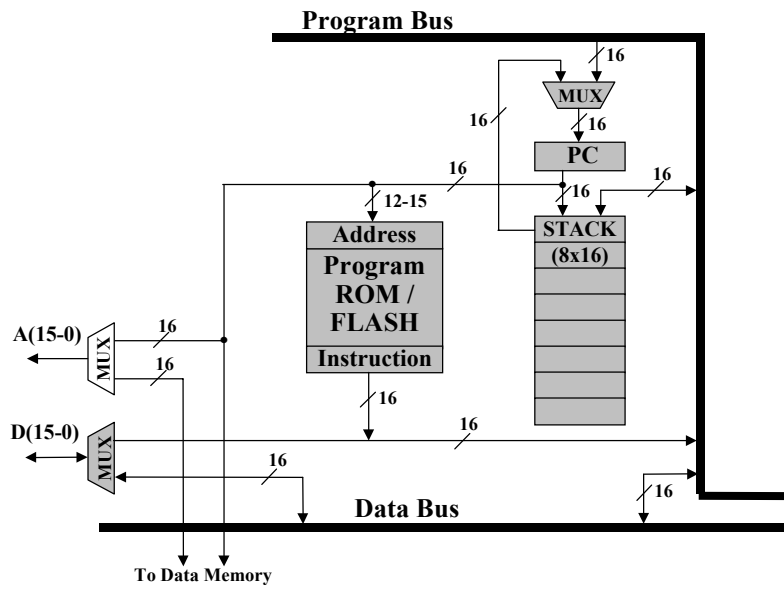 Program Bus
16
MUX
16
16
PC
16
16
16
12-15
Address
STACK
(8x16)
Program
ROM /
FLASH
A(15-0)
16
MUX
16
Instruction
16
D(15-0)
MUX
16
16
16
Data Bus
To Data Memory